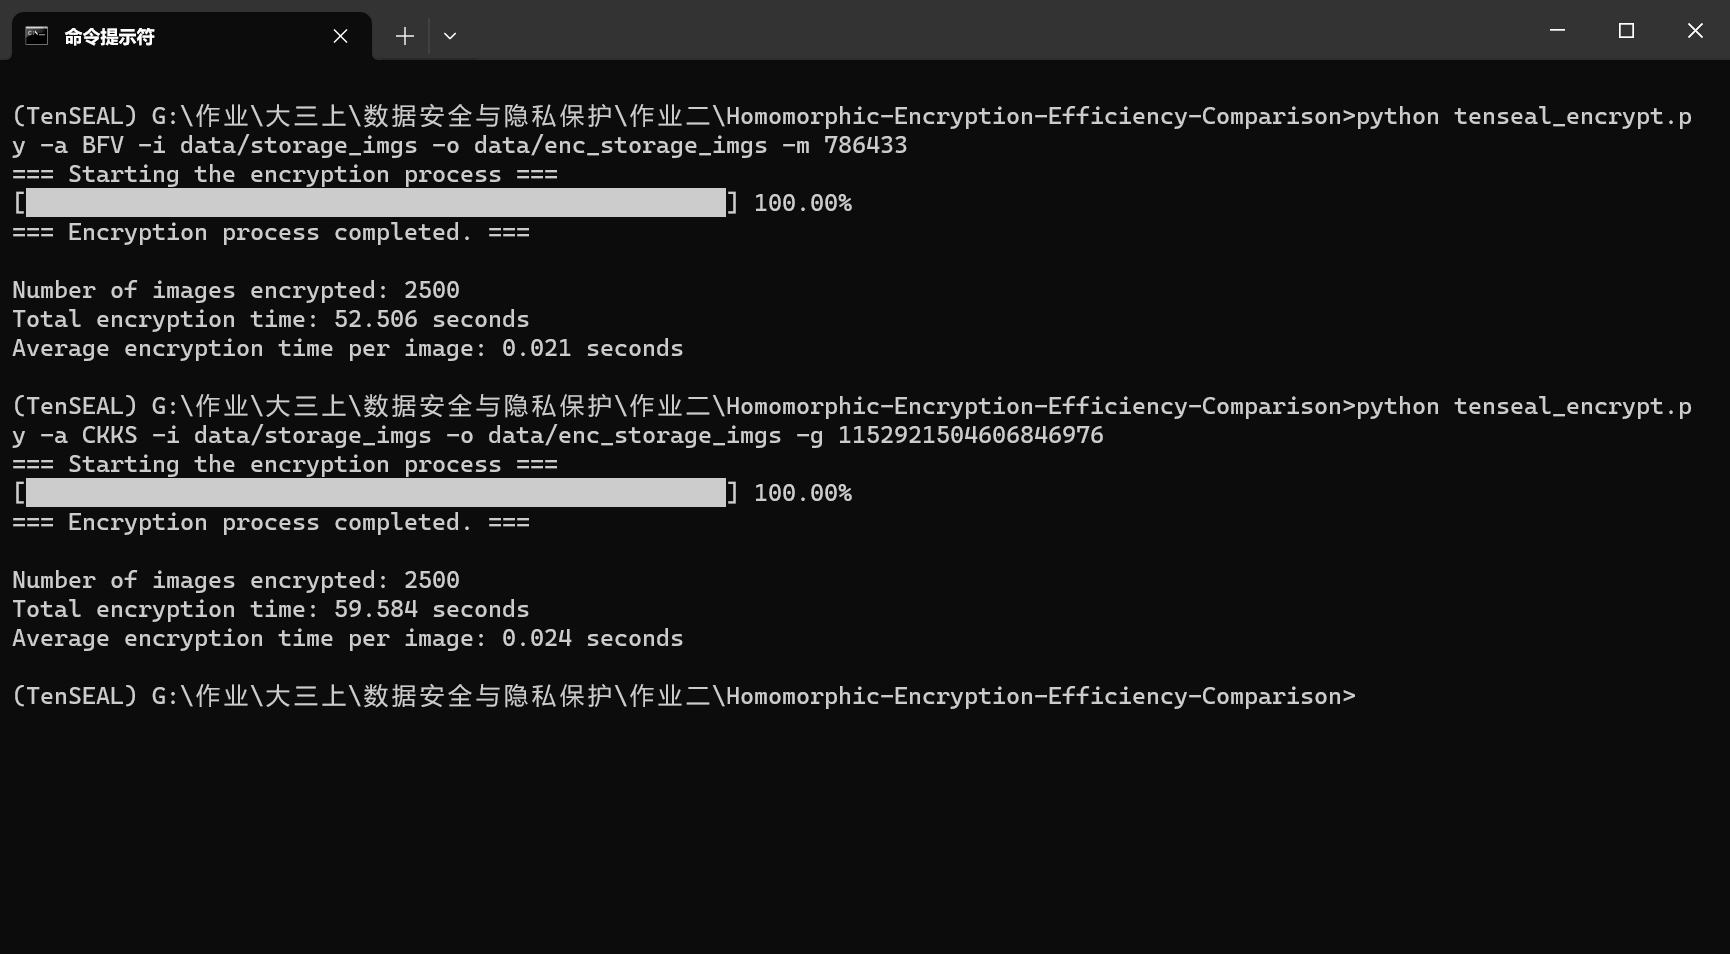 命令提示符
(TenSEAL) G:\作业\大三上\数据安全与隐私保护\作业二\Homomorphic-Encryption-Efficiency-Comparison>python tenseal_encrypt.p
y -a BFV -i data/storage_imgs -o data/enc_storage_imgs -m 786433
=== Starting the encryption process ===
[] 100.00%
=== Encryption process completed. ===
Number of images encrypted: 2500
Total encryption time: 52.506 seconds
Average encryption time per image: 0.021 seconds
(TenSEAL) G:\作业\大三上\数据安全与隐私保护\作业二\Homomorphic-Encryption-Efficiency-Comparison>python tenseal_encrypt.p
y -a CKKS -i data/storage_imgs -o data/enc_storage_imgs -g 1152921504606846976
=== Starting the encryption process ===
[] 100.00%
=== Encryption process completed. ===
Number of images encrypted: 2500
Total encryption time: 59.584 seconds
Average encryption time per image: 0.024 seconds
(TenSEAL) G:\作业\大三上\数据安全与隐私保护\作业二\Homomorphic-Encryption-Efficiency-Comparison>